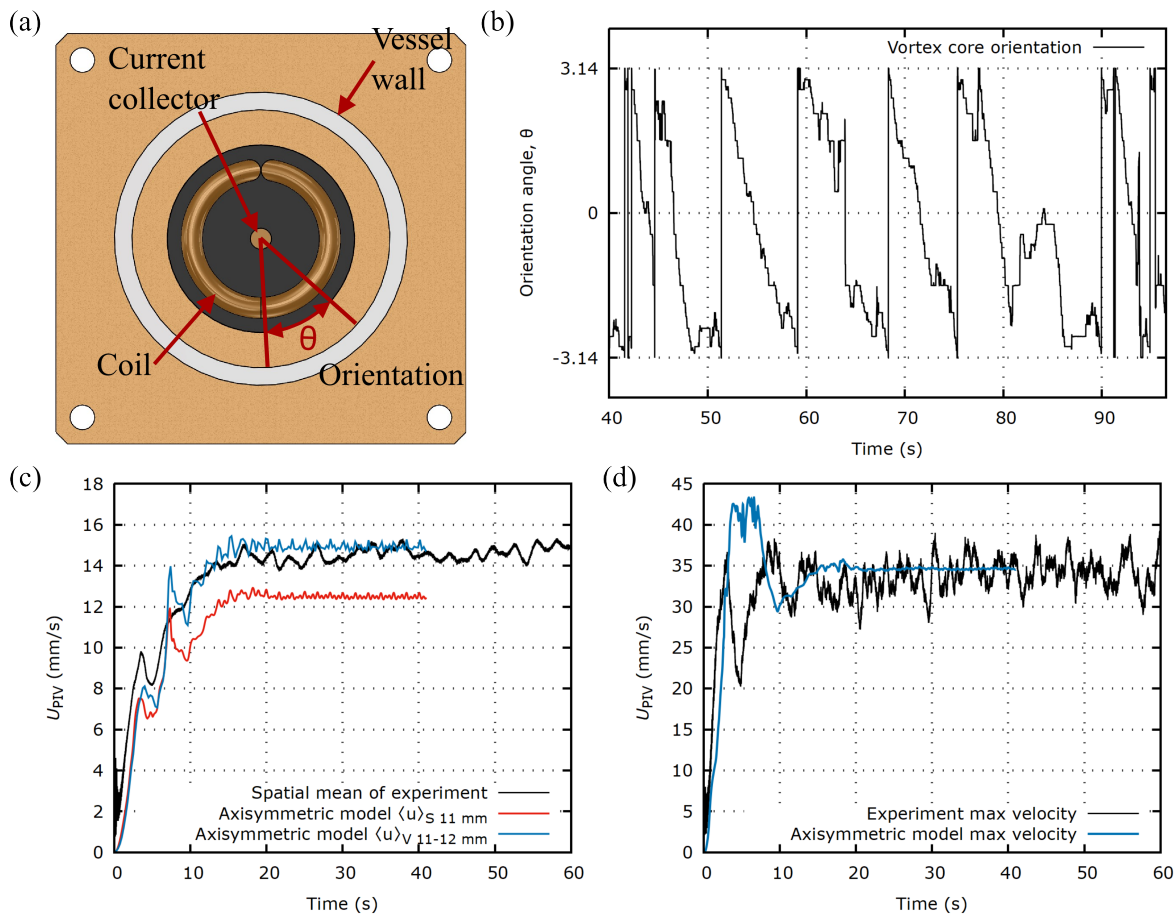 (a)
Current
collector
Vessel
wall
Coil
θ
Orientation
(b)
Vortex core orientation
3.14
0
-3.14
Orientation angle, θ
40 50 60 70 80 90
Time (s)
(c)
18
16
14
12
10
8
6
4
2
0
U_PIV (mm/s)
Spatial mean of experiment
Axisymmetric model ⟨u⟩S 11 mm
Axisymmetric model ⟨u⟩V 11-12 mm
0 10 20 30 40 50 60
Time (s)
(d)
45
40
35
30
25
20
15
10
5
0
U_PIV (mm/s)
Experiment max velocity
Axisymmetric model max velocity
0 10 20 30 40 50 60
Time (s)